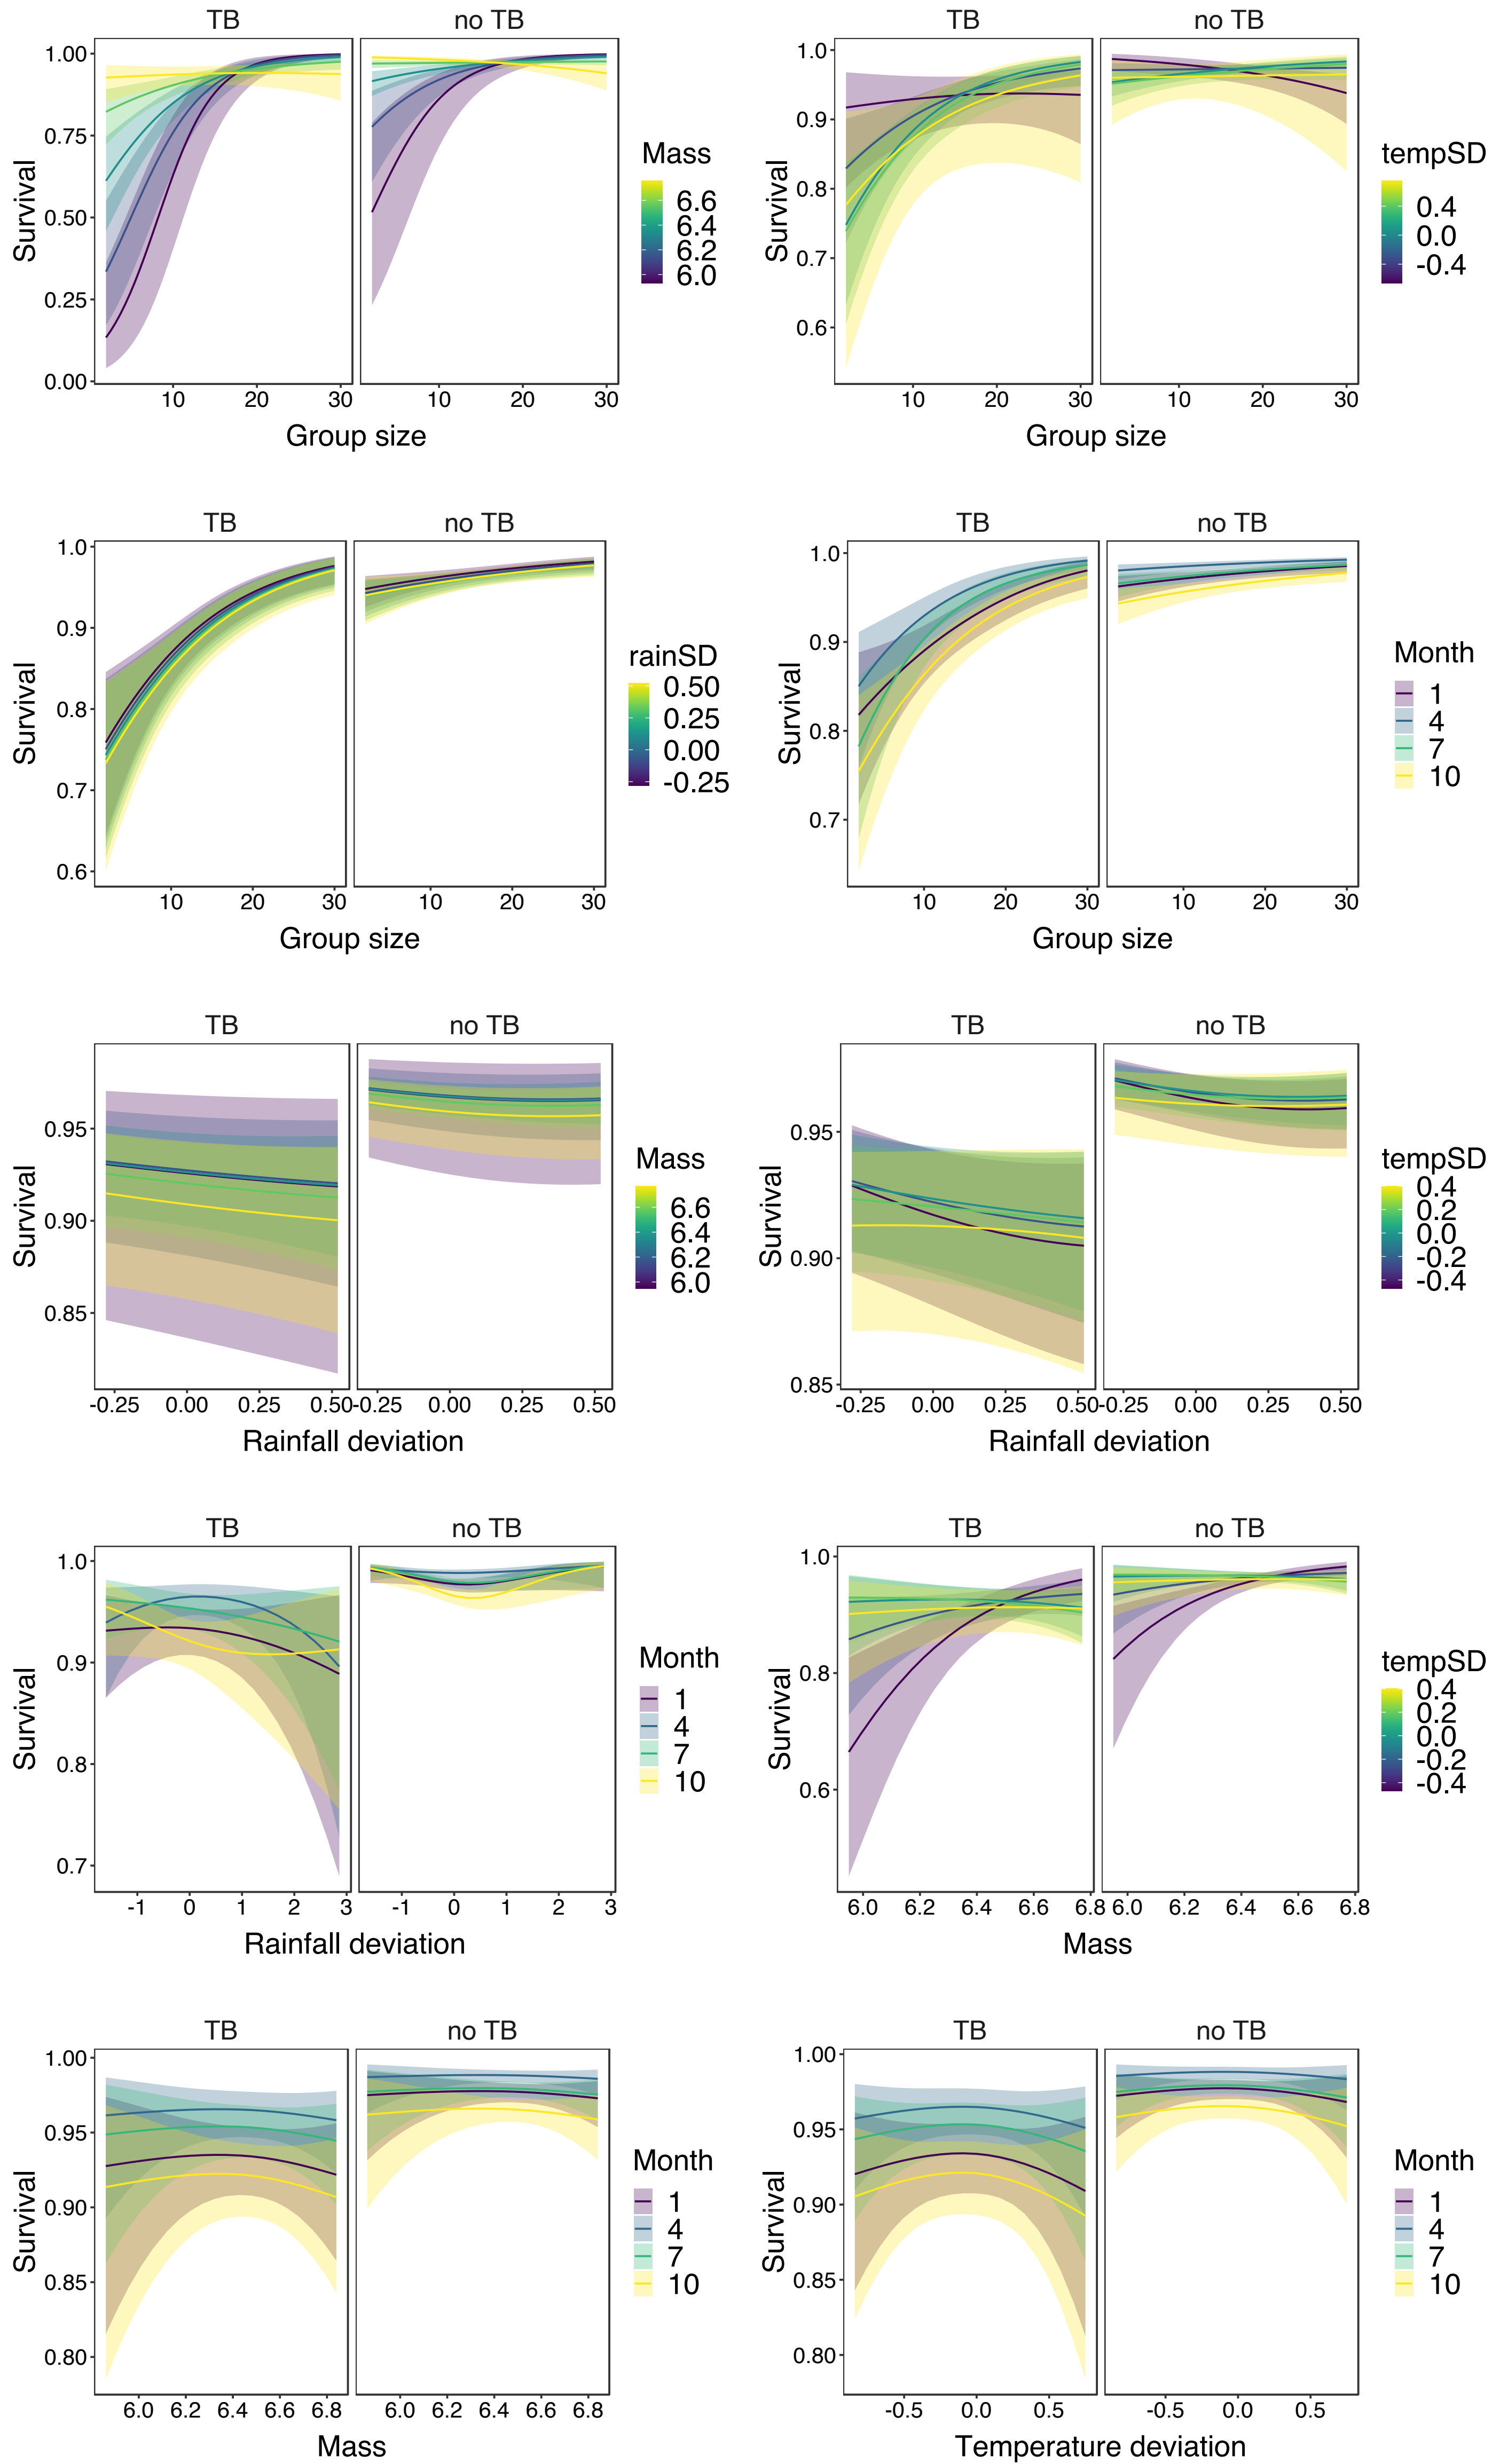 TB no TB
Survival
1.00
0.75
0.50
0.25
0.00
10 20 30 10 20 30
Group size
Mass
6.6
6.4
6.2
6.0
TB no TB
Survival
1.0
0.9
0.8
0.7
0.6
10 20 30 10 20 30
Group size
tempSD
0.4
0.0
-0.4
TB no TB
Survival
1.0
0.9
0.8
0.7
0.6
10 20 30 10 20 30
Group size
rainSD
0.50
0.25
0.00
-0.25
TB no TB
Survival
1.0
0.9
0.8
0.7
10 20 30 10 20 30
Group size
Month
1
4
7
10
TB no TB
Survival
0.95
0.90
0.85
-0.25 0.00 0.25 0.50 -0.25 0.00 0.25 0.50
Rainfall deviation
Mass
6.6
6.4
6.2
6.0
TB no TB
Survival
0.95
0.90
0.85
-0.25 0.00 0.25 0.50 -0.25 0.00 0.25 0.50
Rainfall deviation
tempSD
0.4
0.2
0.0
-0.2
-0.4
TB no TB
Survival
1.0
0.9
0.8
0.7
-1 0 1 2 3 -1 0 1 2 3
Rainfall deviation
Month
1
4
7
10
TB no TB
Survival
1.0
0.8
0.6
6.0 6.2 6.4 6.6 6.8 6.0 6.2 6.4 6.6 6.8
Mass
tempSD
0.4
0.2
0.0
-0.2
-0.4
TB no TB
Survival
1.00
0.95
0.90
0.85
0.80
6.0 6.2 6.4 6.6 6.8 6.0 6.2 6.4 6.6 6.8
Mass
Month
1
4
7
10
TB no TB
Survival
1.00
0.95
0.90
0.85
0.80
-0.5 0.0 0.5 -0.5 0.0 0.5
Temperature deviation
Month
1
4
7
10